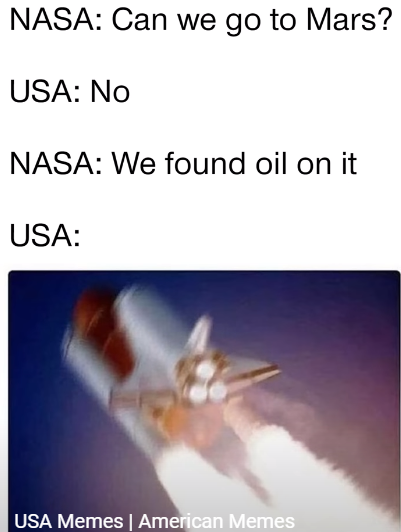 NASA: Can we go to Mars?
USA: No
NASA: We found oil on it
USA:
USA Memes | American Memes